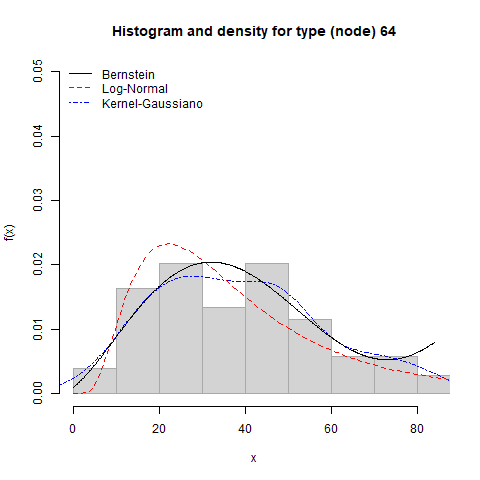 Histogram and density for type (node) 64
Bernstein
Log-Normal
Kernel-Gaussiano
f(x)
0.05
0.04
0.03
0.02
0.01
0.00
0 20 40 60 80
x